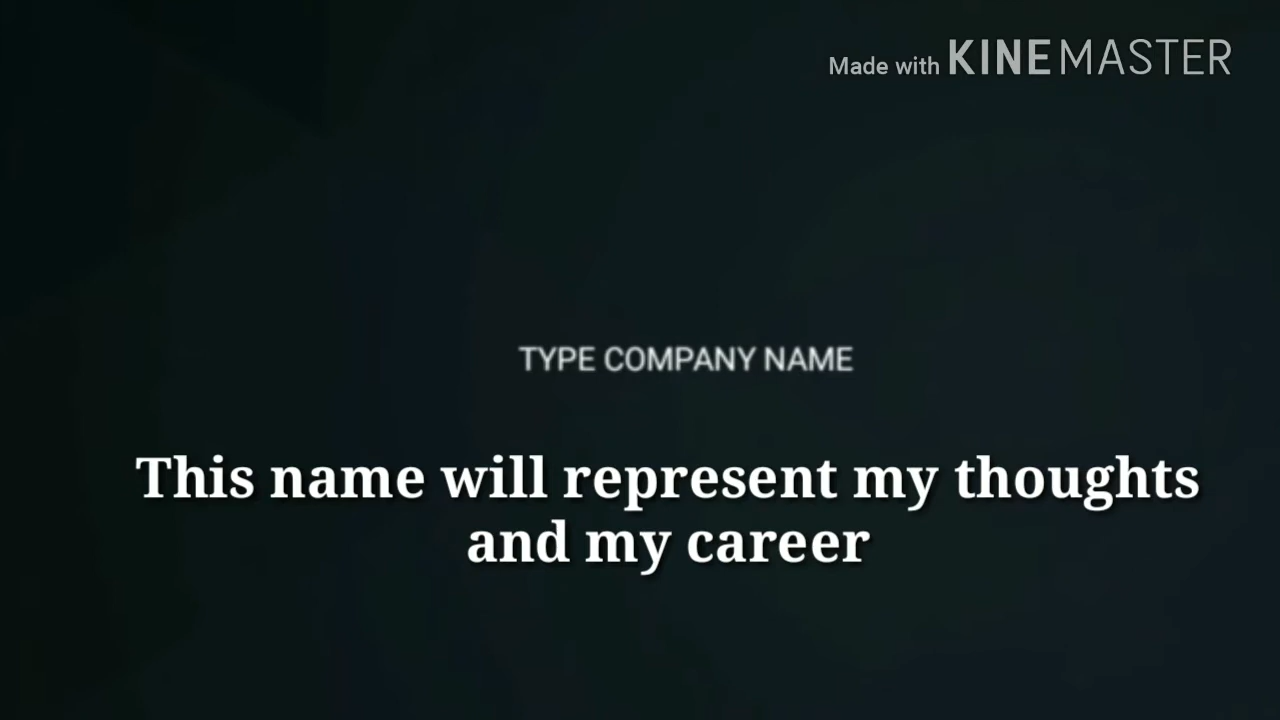 Made with KINEMASTER
TYPE COMPANY NAME
This name will represent my thoughts
and my career